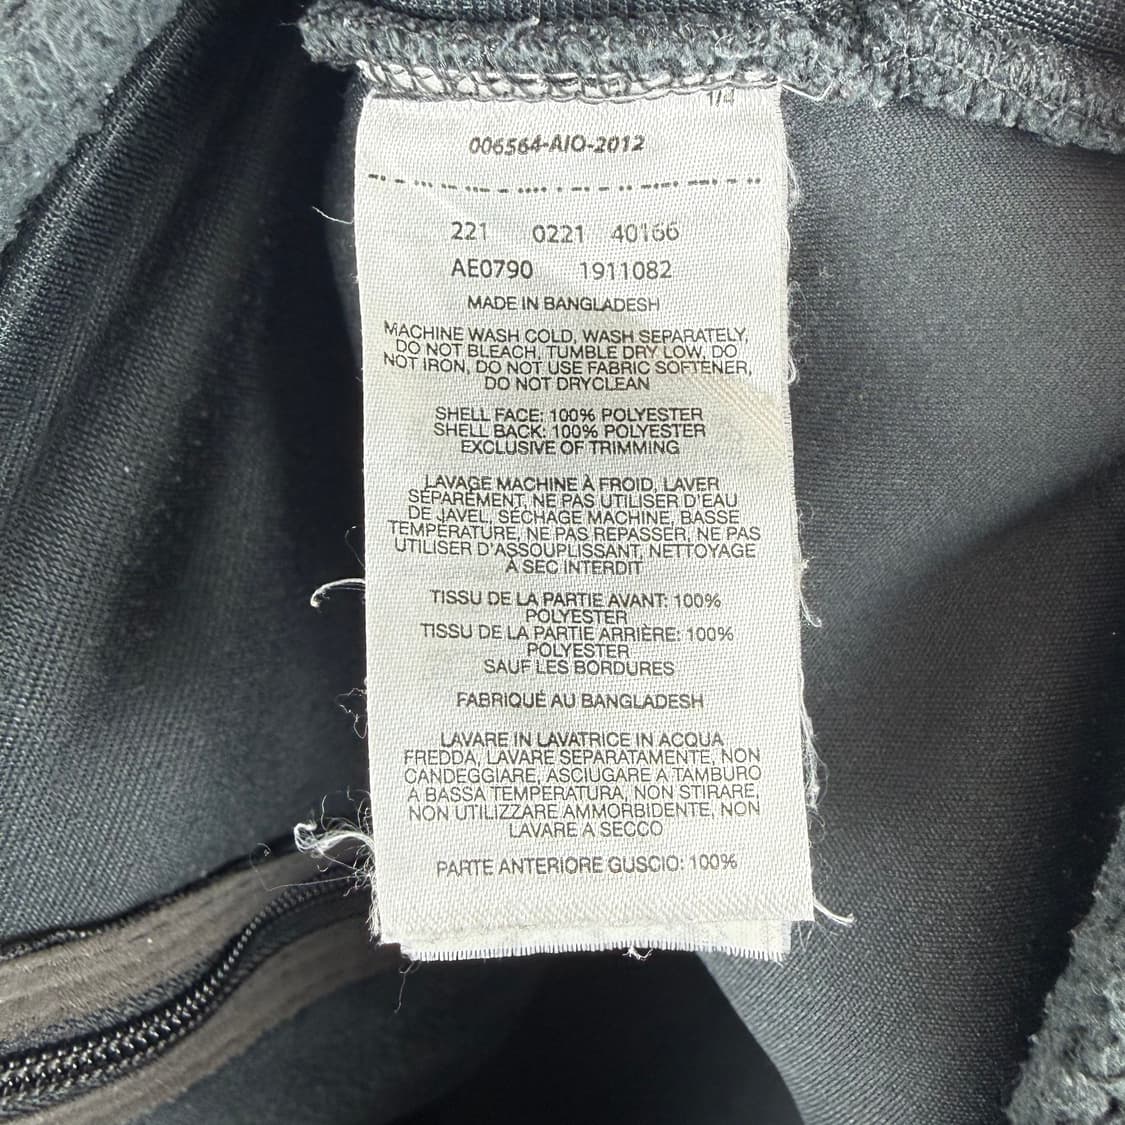 1/4
006564-AIO-2012
221 0221 40166
AE0790 1911082
MADE IN BANGLADESH
MACHINE WASH COLD, WASH SEPARATELY,
DO NOT BLEACH, TUMBLE DRY LOW, DO
NOT IRON, DO NOT USE FABRIC SOFTENER,
DO NOT DRYCLEAN
SHELL FACE: 100% POLYESTER
SHELL BACK: 100% POLYESTER
EXCLUSIVE OF TRIMMING
LAVAGE MACHINE À FROID, LAVER
SÉPARÉMENT, NE PAS UTILISER D'EAU
DE JAVEL, SÉCHAGE MACHINE, BASSE
TEMPÉRATURE, NE PAS REPASSER, NE PAS
UTILISER D'ASSOUPLISSANT, NETTOYAGE
À SEC INTERDIT
TISSU DE LA PARTIE AVANT: 100%
POLYESTER
TISSU DE LA PARTIE ARRIÈRE: 100%
POLYESTER
SAUF LES BORDURES
FABRIQUÉ AU BANGLADESH
LAVARE IN LAVATRICE IN ACQUA
FREDDA, LAVARE SEPARATAMENTE, NON
CANDEGGIARE, ASCIUGARE A TAMBURO
A BASSA TEMPERATURA, NON STIRARE,
NON UTILIZZARE AMMORBIDENTE, NON
LAVARE A SECCO
PARTE ANTERIORE GUSCIO: 100%